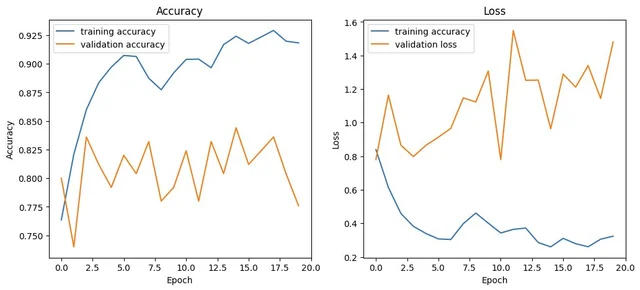 Accuracy
training accuracy
validation accuracy
0.925
0.900
0.875
0.850
0.825
0.800
0.775
0.750
Accuracy
0.0 2.5 5.0 7.5 10.0 12.5 15.0 17.5 20.0
Epoch
Loss
training accuracy
validation loss
1.6
1.4
1.2
1.0
0.8
0.6
0.4
0.2
Loss
0.0 2.5 5.0 7.5 10.0 12.5 15.0 17.5 20.0
Epoch